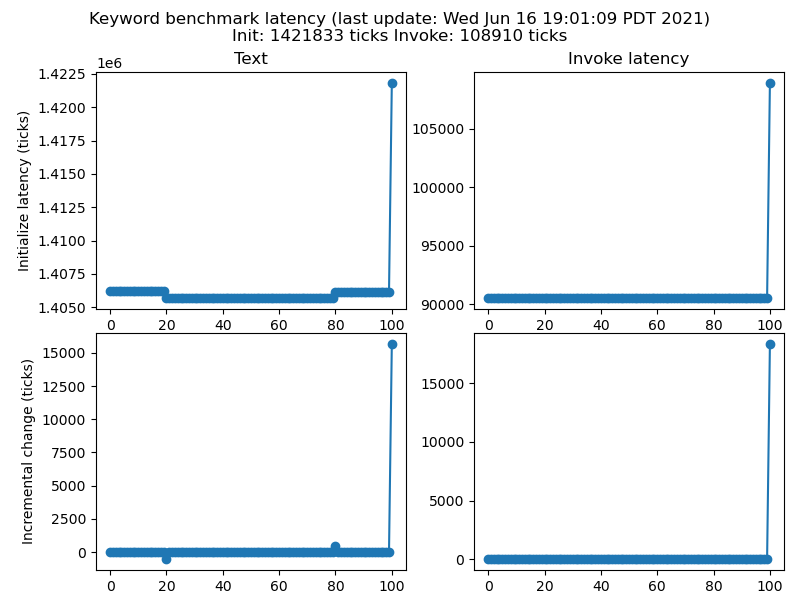 Keyword benchmark latency (last update: Wed Jun 16 19:01:09 PDT 2021)
Init: 1421833 ticks Invoke: 108910 ticks
Text
1e6
Initialize latency (ticks)
1.4225
1.4200
1.4175
1.4150
1.4125
1.4100
1.4075
1.4050
0 20 40 60 80 100
Invoke latency
105000
100000
95000
90000
0 20 40 60 80 100
Incremental change (ticks)
15000
12500
10000
7500
5000
2500
0
0 20 40 60 80 100
15000
10000
5000
0
0 20 40 60 80 100